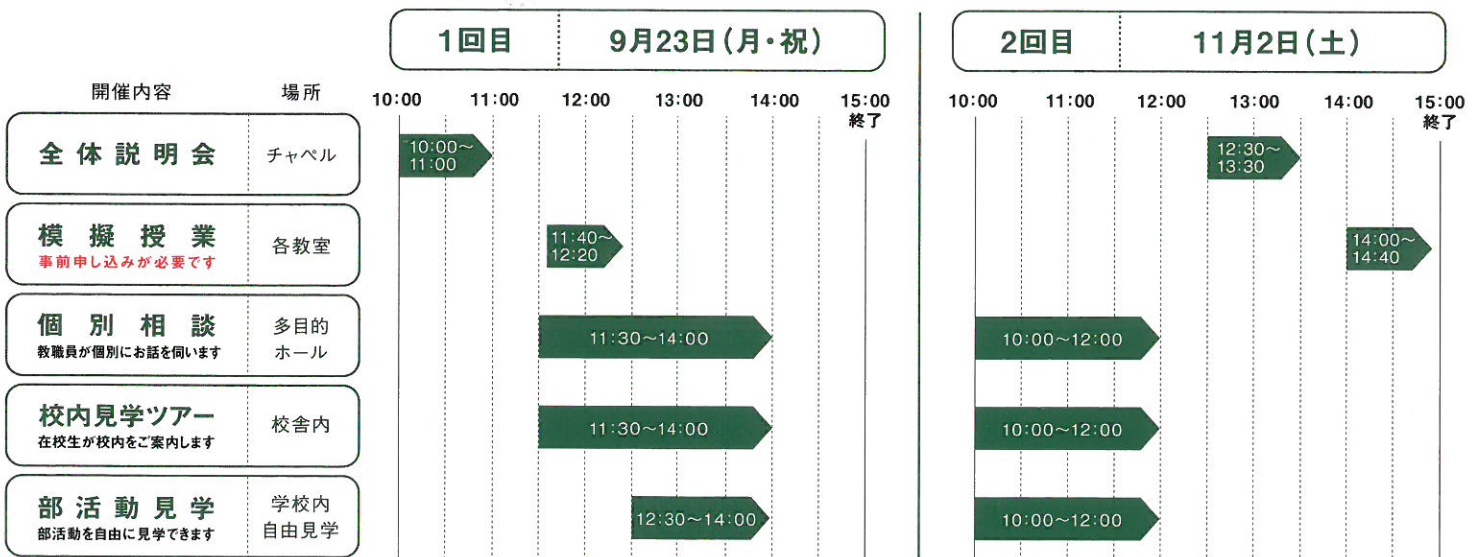 1回目 9月23日(月・祝)
2回目 11月2日(土)
開催内容 場所
10:00 11:00 12:00 13:00 14:00 15:00
終了
10:00 11:00 12:00 13:00 14:00 15:00
終了
全体説明会 チャペル
10:00～
11:00
12:30～
13:30
模擬授業 各教室
事前申し込みが必要です
11:40～
12:20
14:00～
14:40
個別相談
教職員が個別にお話を伺います
多目的
ホール
11:30～14:00
10:00～12:00
校内見学ツアー
在校生が校内をご案内します
校舎内
11:30～14:00
10:00～12:00
部活動見学
部活動を自由に見学できます
学校内
自由見学
12:30～14:00
10:00～12:00